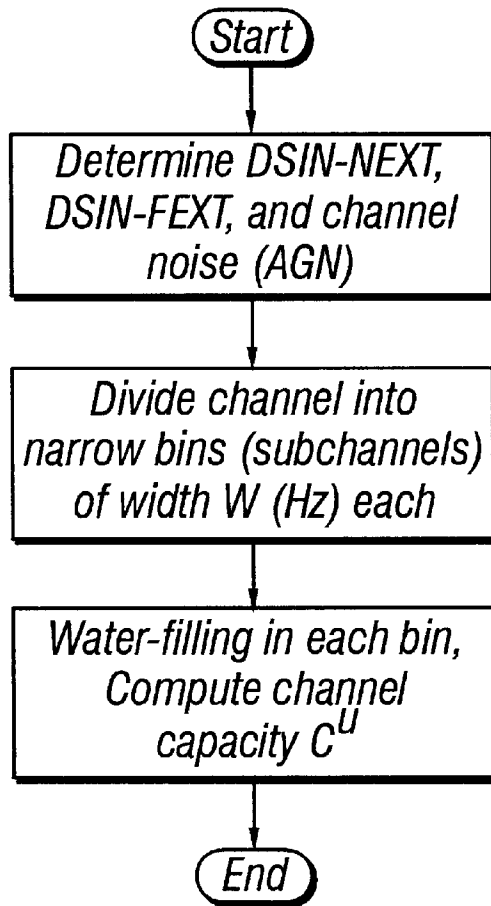 Start
Determine DSIN-NEXT,
DSIN-FEXT, and channel
noise (AGN)
Divide channel into
narrow bins (subchannels)
of width W (Hz) each
Water-filling in each bin,
Compute channel
capacity C^u
End